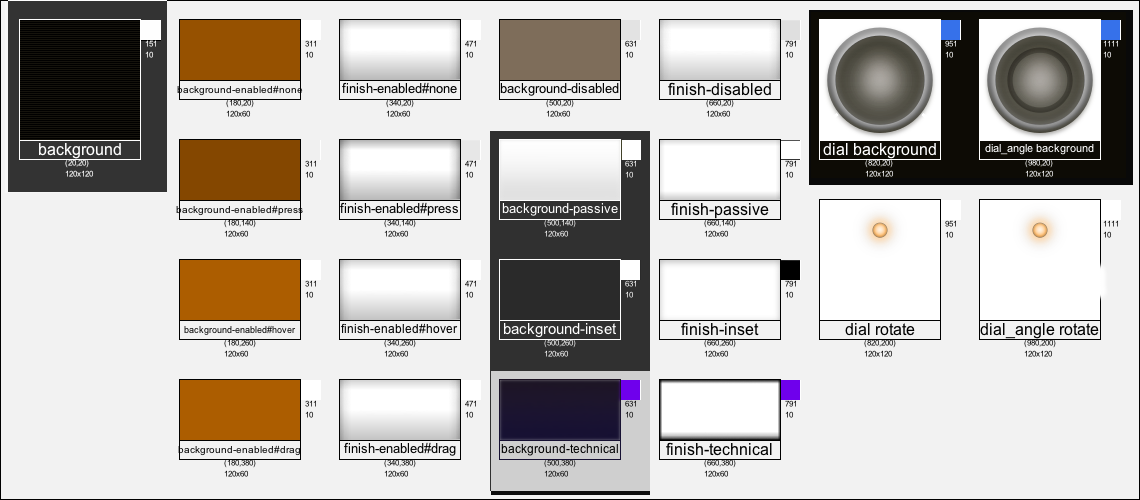 151
10
background
(20,20)
120x120
311
10
background-enabled#none
(180,20)
120x60
471
10
finish-enabled#none
(340,20)
120x60
631
10
background-disabled
(500,20)
120x60
791
10
finish-disabled
(660,20)
120x60
951
10
dial background
(820,20)
120x120
1111
10
dial_angle background
(980,20)
120x120
311
10
background-enabled#press
(180,140)
120x60
471
10
finish-enabled#press
(340,140)
120x60
631
10
background-passive
(500,140)
120x60
791
10
finish-passive
(660,140)
120x60
951
10
dial rotate
(820,200)
120x120
1111
10
dial_angle rotate
(980,200)
120x120
311
10
background-enabled#hover
(180,260)
120x60
471
10
finish-enabled#hover
(340,260)
120x60
631
10
background-inset
(500,260)
120x60
791
10
finish-inset
(660,260)
120x60
311
10
background-enabled#drag
(180,380)
120x60
471
10
finish-enabled#drag
(340,380)
120x60
631
10
background-technical
(500,380)
120x60
791
10
finish-technical
(660,380)
120x60